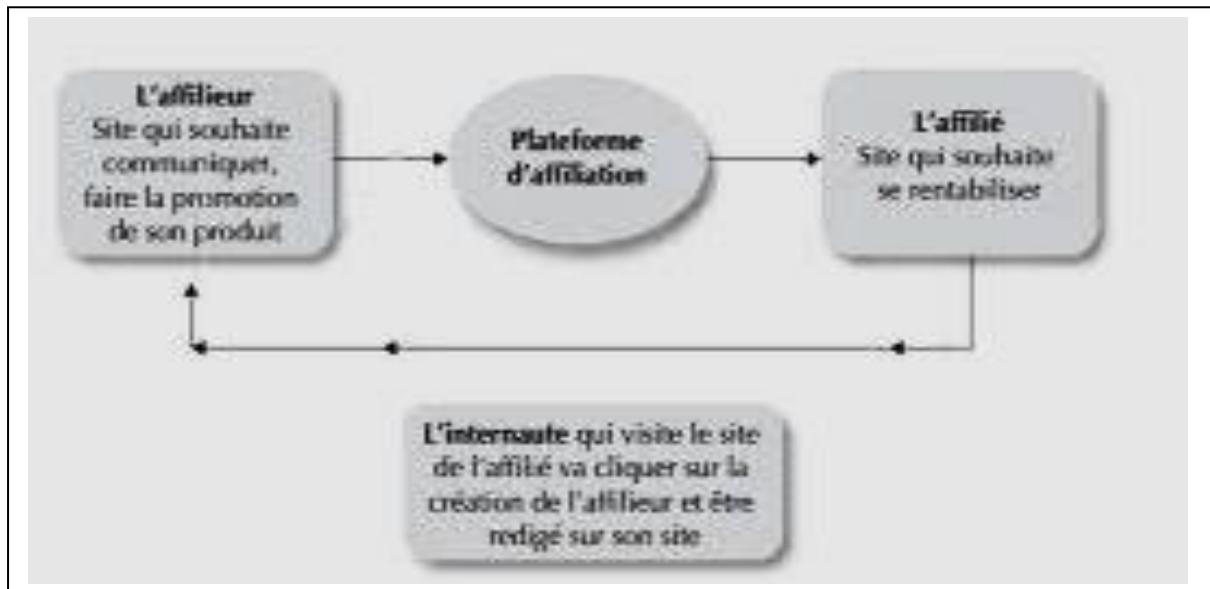 L'affilieur
Site qui souhaite
communiquer,
faire la promotion
de son produit
Plateforme
d'affiliation
L'affilié
Site qui souhaite
se rentabiliser
L'internaute qui visite le site
de l'affilié va cliquer sur la
création de l'affilieur et être
redigé sur son site